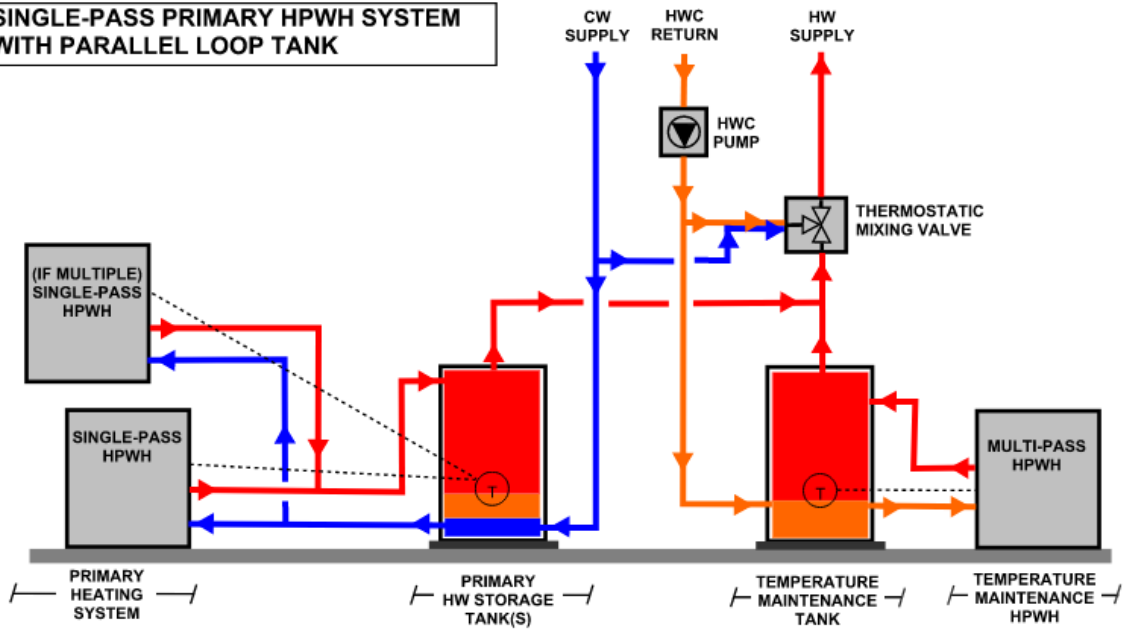 SINGLE-PASS PRIMARY HPWH SYSTEM
WITH PARALLEL LOOP TANK
CW
SUPPLY
HWC
RETURN
HW
SUPPLY
HWC
PUMP
THERMOSTATIC
MIXING VALVE
(IF MULTIPLE)
SINGLE-PASS
HPWH
SINGLE-PASS
HPWH
T
T
MULTI-PASS
HPWH
PRIMARY
HEATING
SYSTEM
PRIMARY
HW STORAGE
TANK(S)
TEMPERATURE
MAINTENANCE
TANK
TEMPERATURE
MAINTENANCE
HPWH